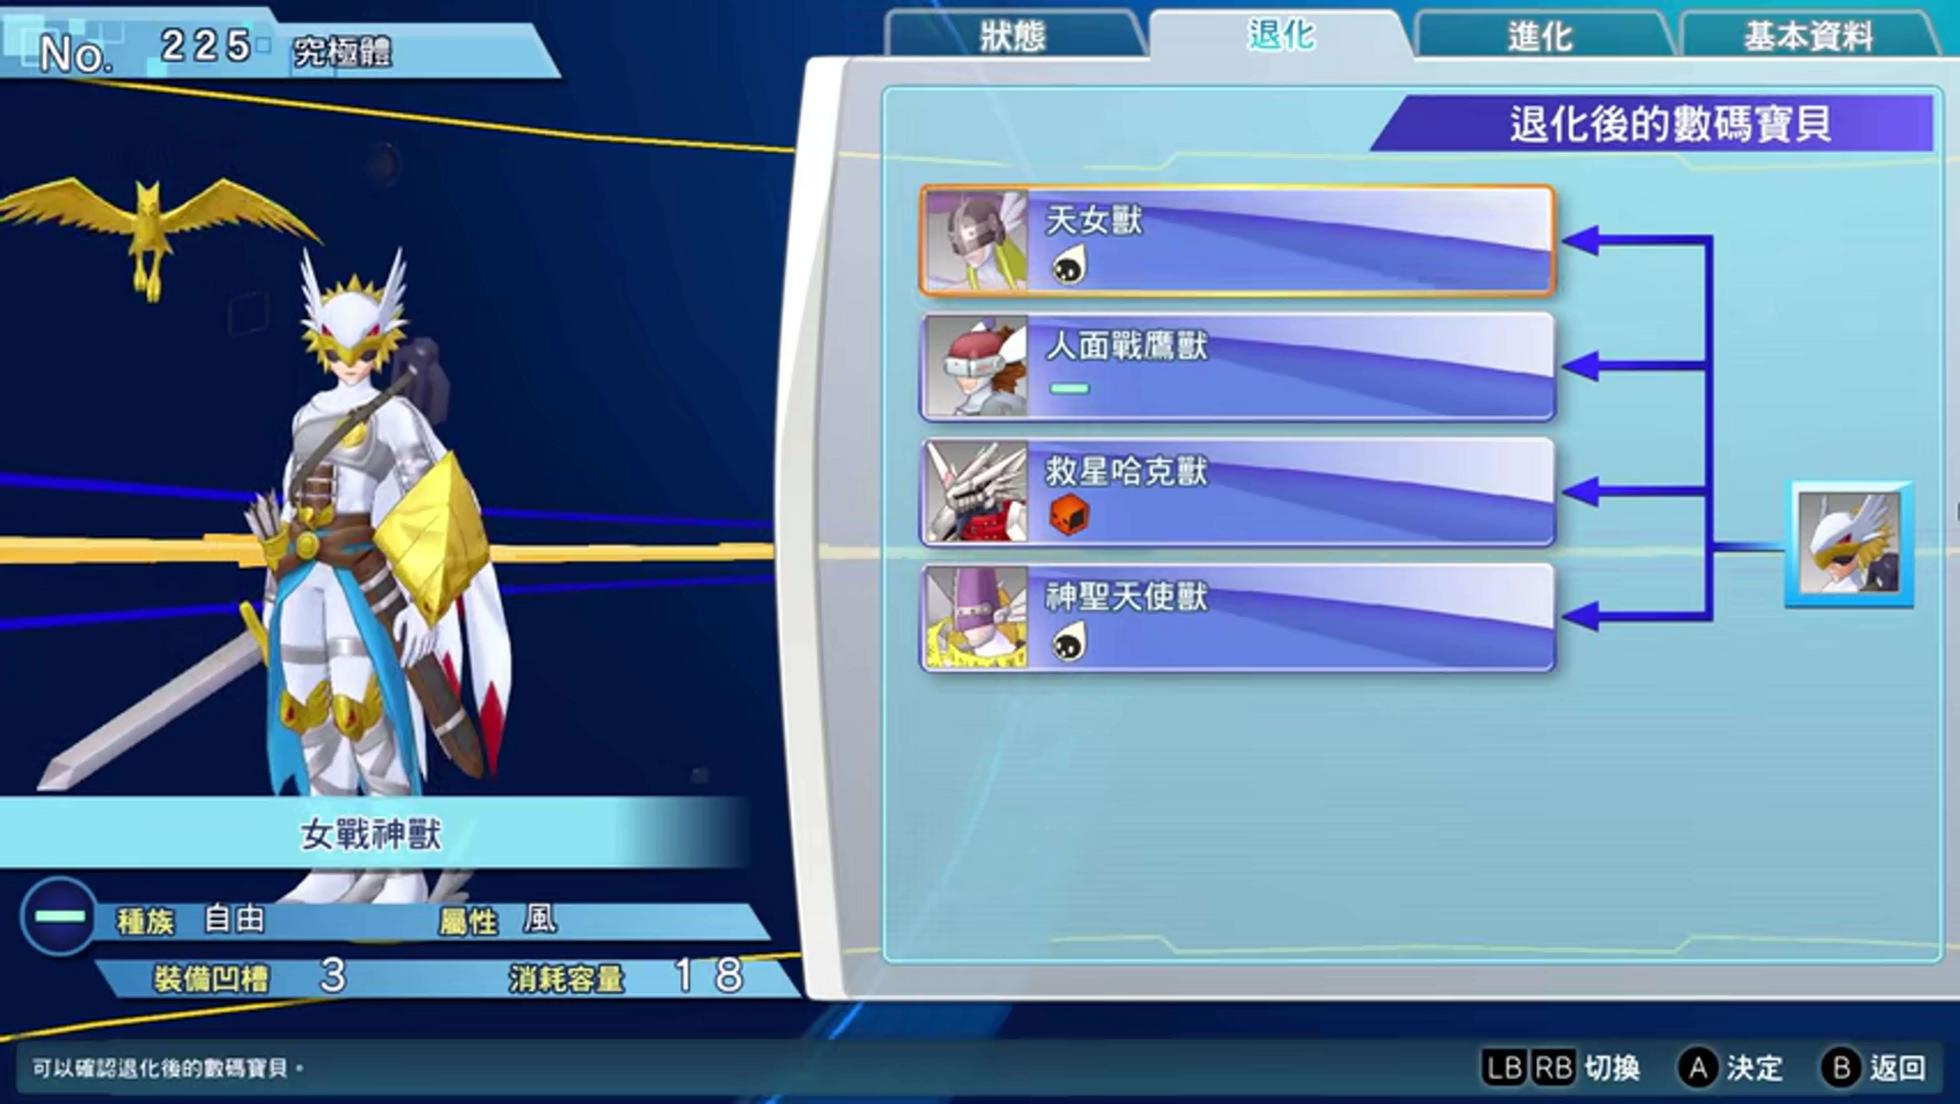 No. 225 究極體
狀態 退化 進化 基本資料
退化後的數碼寶貝
天女獸
人面戰鷹獸
救星哈克獸
神聖天使獸
女戰神獸
種族 自由 屬性 風
裝備凹槽 3 消耗容量 18
可以確認退化後的數碼寶貝。
LB RB 切換 A 決定 B 返回